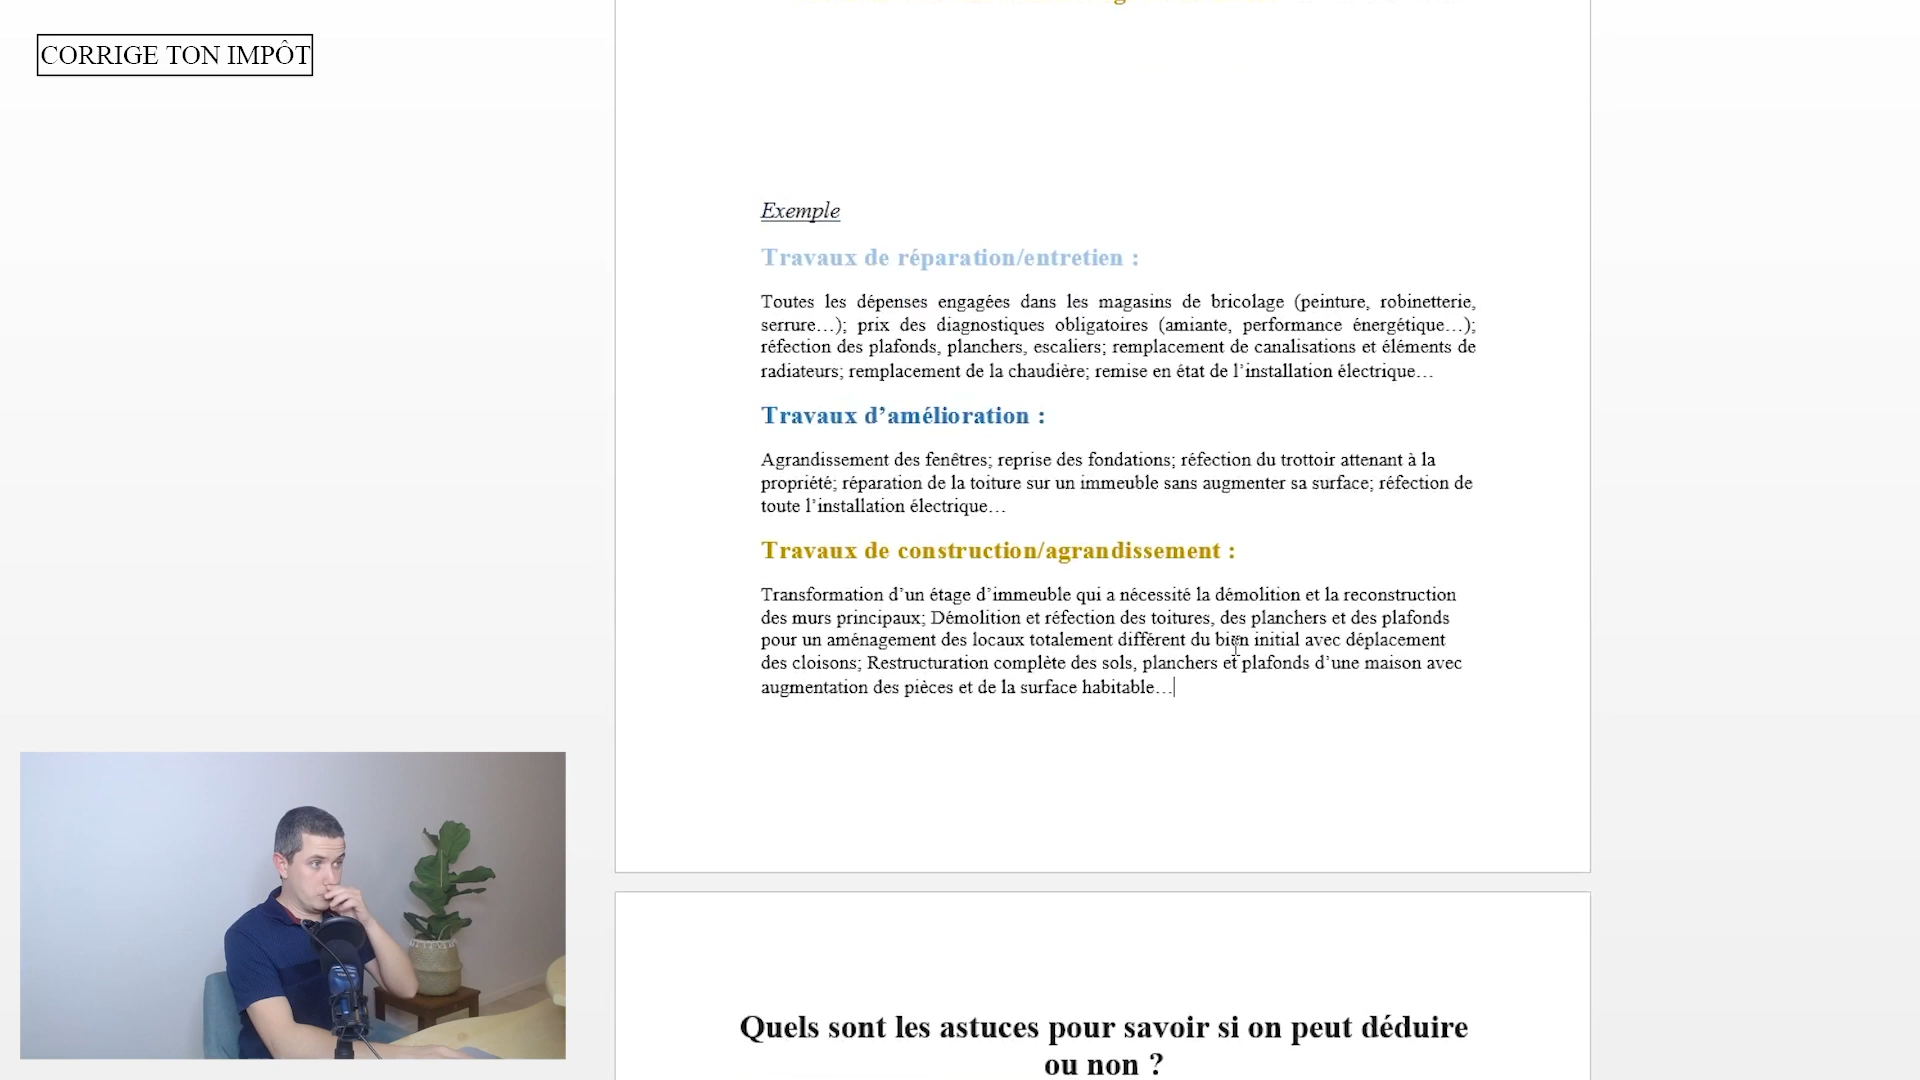 CORRIGE TON IMPÔT
Exemple
Travaux de réparation/entretien :
Toutes les dépenses engagées dans les magasins de bricolage (peinture, robinetterie,
serrure…); prix des diagnostiques obligatoires (amiante, performance énergétique…);
réfection des plafonds, planchers, escaliers; remplacement de canalisations et éléments de
radiateurs; remplacement de la chaudière; remise en état de l’installation électrique…
Travaux d’amélioration :
Agrandissement des fenêtres; reprise des fondations; réfection du trottoir attenant à la
propriété; réparation de la toiture sur un immeuble sans augmenter sa surface; réfection de
toute l’installation électrique…
Travaux de construction/agrandissement :
Transformation d’un étage d’immeuble qui a nécessité la démolition et la reconstruction
des murs principaux; Démolition et réfection des toitures, des planchers et des plafonds
pour un aménagement des locaux totalement différent du bien initial avec déplacement
des cloisons; Restructuration complète des sols, planchers et plafonds d’une maison avec
augmentation des pièces et de la surface habitable…
Quels sont les astuces pour savoir si on peut déduire
ou non ?